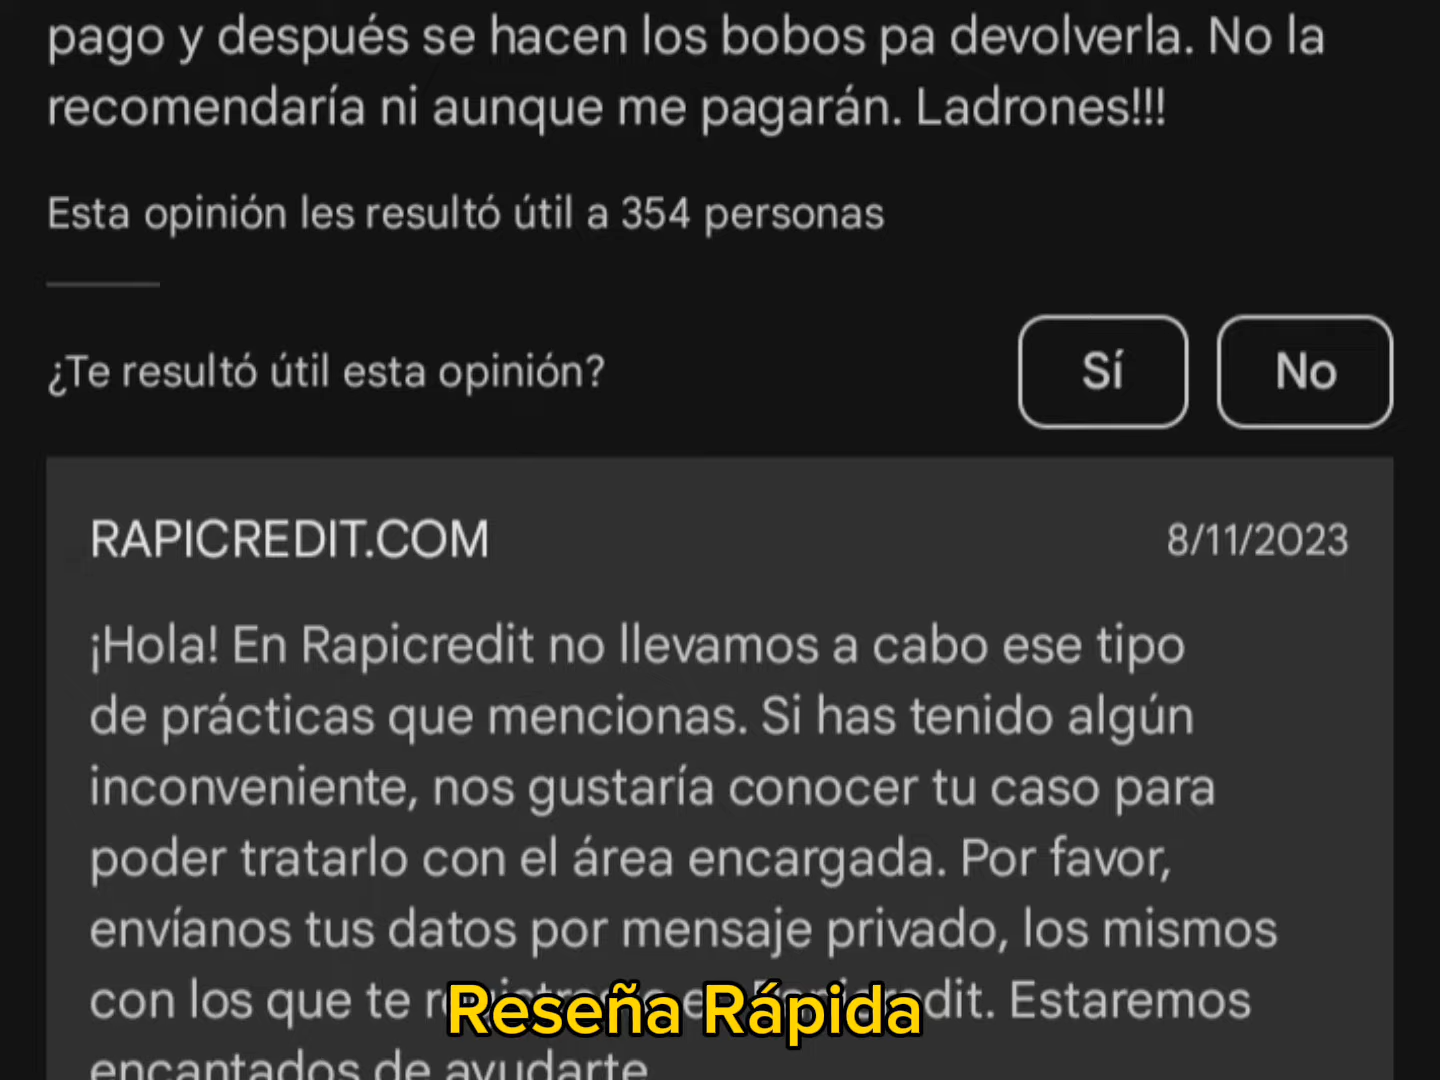 pago y después se hacen los bobos pa devolverla. No la
recomendaría ni aunque me pagarán. Ladrones!!!
Esta opinión les resultó útil a 354 personas
¿Te resultó útil esta opinión?
Sí
No
RAPICREDIT.COM
8/11/2023
¡Hola! En Rapicredit no llevamos a cabo ese tipo
de prácticas que mencionas. Si has tenido algún
inconveniente, nos gustaría conocer tu caso para
poder tratarlo con el área encargada. Por favor,
envíanos tus datos por mensaje privado, los mismos
con los que te Estaremos
Reseña Rápida
encantados de ayudarte